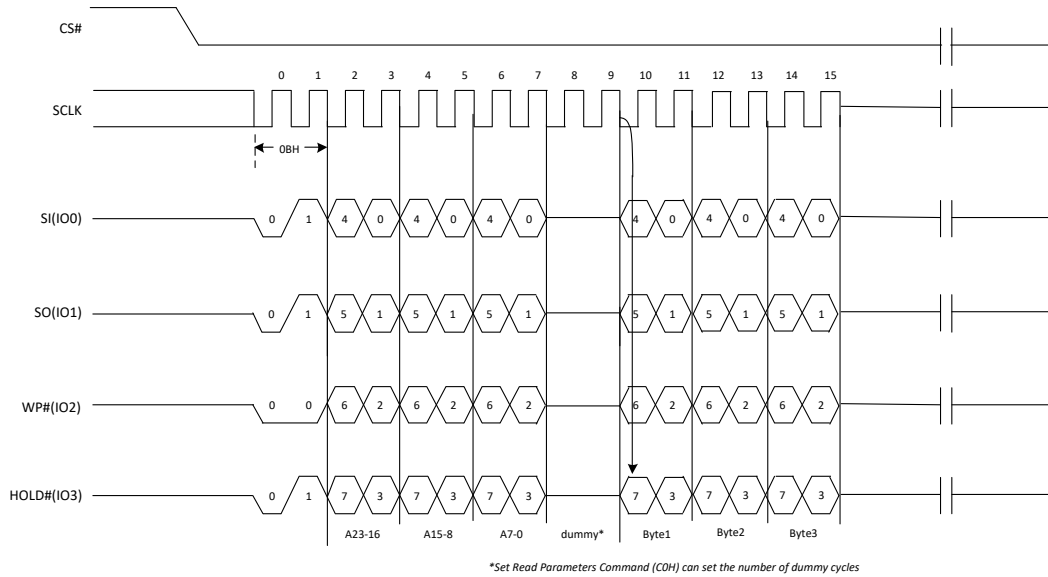 CS#
0 1 2 3 4 5 6 7 8 9 10 11 12 13 14 15
SCLK
0BH
SI(IO0) 0 1 4 0 4 0 4 0 4 0 4 0 4 0
SO(IO1) 0 1 5 1 5 1 5 1 5 1 5 1 5 1
WP#(IO2) 0 0 6 2 6 2 6 2 6 2 6 2 6 2
HOLD#(IO3) 0 1 7 3 7 3 7 3 7 3 7 3 7 3
A23-16 A15-8 A7-0 dummy* Byte1 Byte2 Byte3
*Set Read Parameters Command (C0H) can set the number of dummy cycles